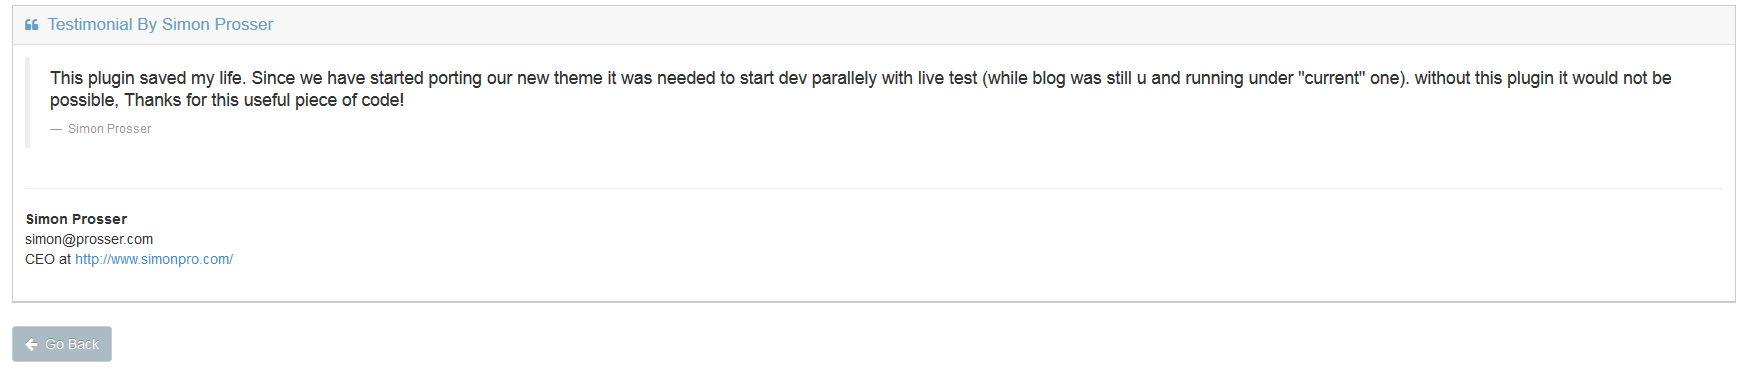 Testimonial By Simon Prosser
This plugin saved my life. Since we have started porting our new theme it was needed to start dev parallely with live test (while blog was still u and running under "current" one). without this plugin it would not be
possible, Thanks for this useful piece of code!
— Simon Prosser
Simon Prosser
simon@prosser.com
CEO at http://www.simonpro.com/
Go Back